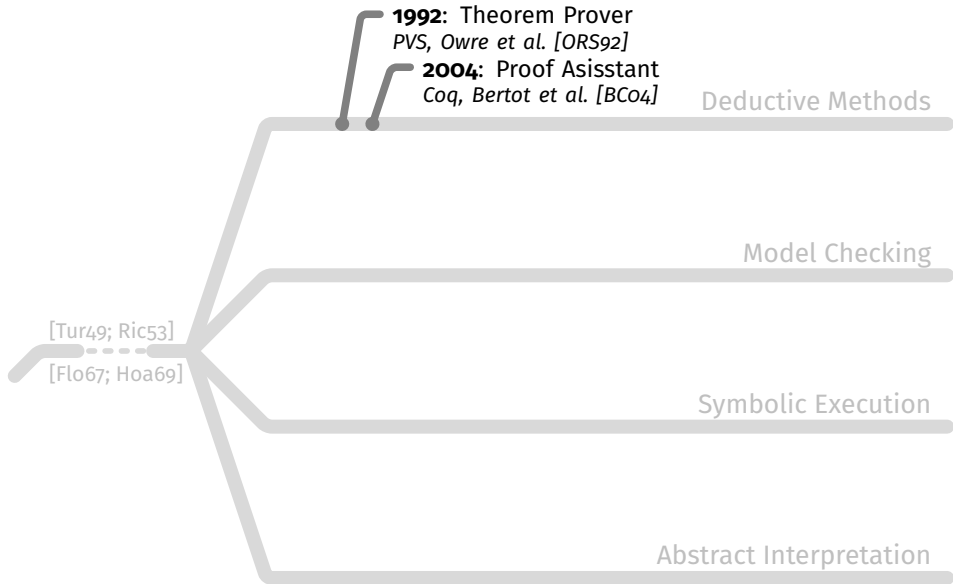 1992: Theorem Prover
PVS, Owre et al. [ORS92]
2004: Proof Asisstant
Coq, Bertot et al. [BC04]
Deductive Methods
Model Checking
[Tur49; Ric53]
[Flo67; Hoa69]
Symbolic Execution
Abstract Interpretation